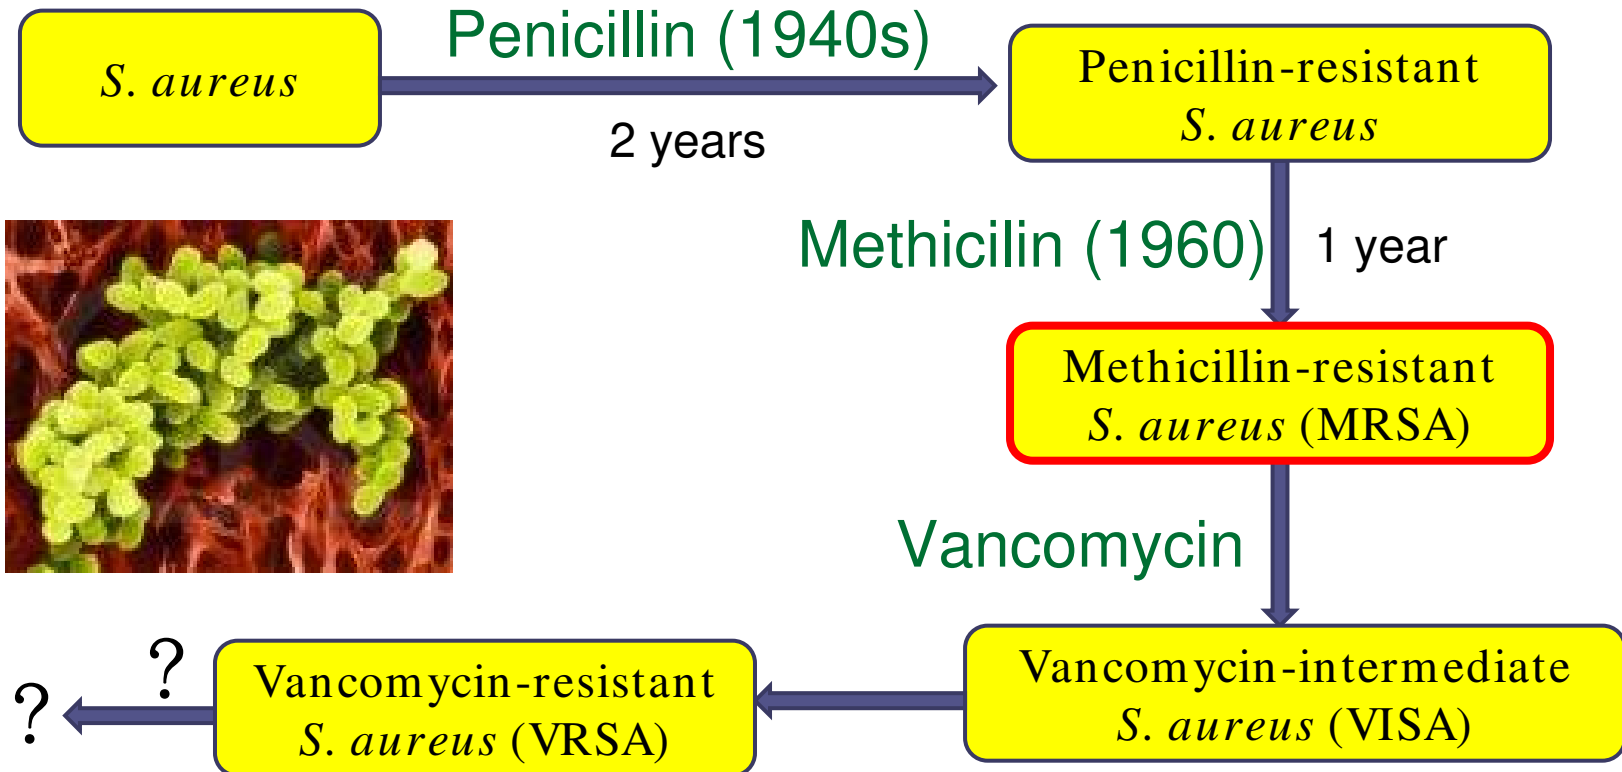 S. aureus
Penicillin (1940s)
2 years
Penicillin-resistant
S. aureus
Methicilin (1960)
1 year
Methicillin-resistant
S. aureus (MRSA)
Vancomycin
Vancomycin-intermediate
S. aureus (VISA)
Vancomycin-resistant
S. aureus (VRSA)
?
?